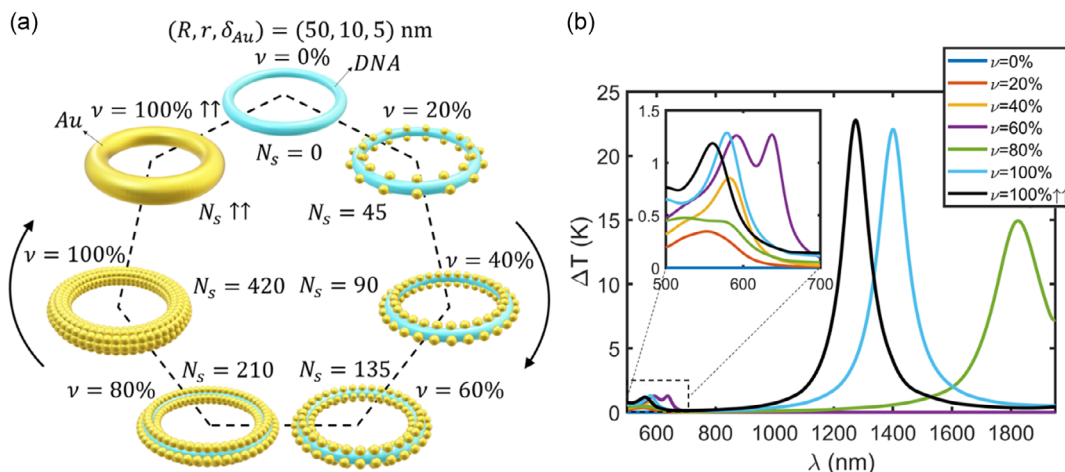 (a)
(R, r, δ_Au) = (50, 10, 5) nm
ν = 0%
DNA
ν = 100% ↑↑
ν = 20%
Au
N_s = 0
N_s ↑↑
N_s = 45
ν = 100%
ν = 40%
N_s = 420
N_s = 90
N_s = 210
N_s = 135
ν = 80%
ν = 60%
(b)
ν=0%
ν=20%
ν=40%
ν=60%
ν=80%
ν=100%
ν=100%↑↑
25
20
15
10
5
0
ΔT (K)
1.5
1
0.5
0
500
600
700
600
800
1000
1200
1400
1600
1800
λ (nm)